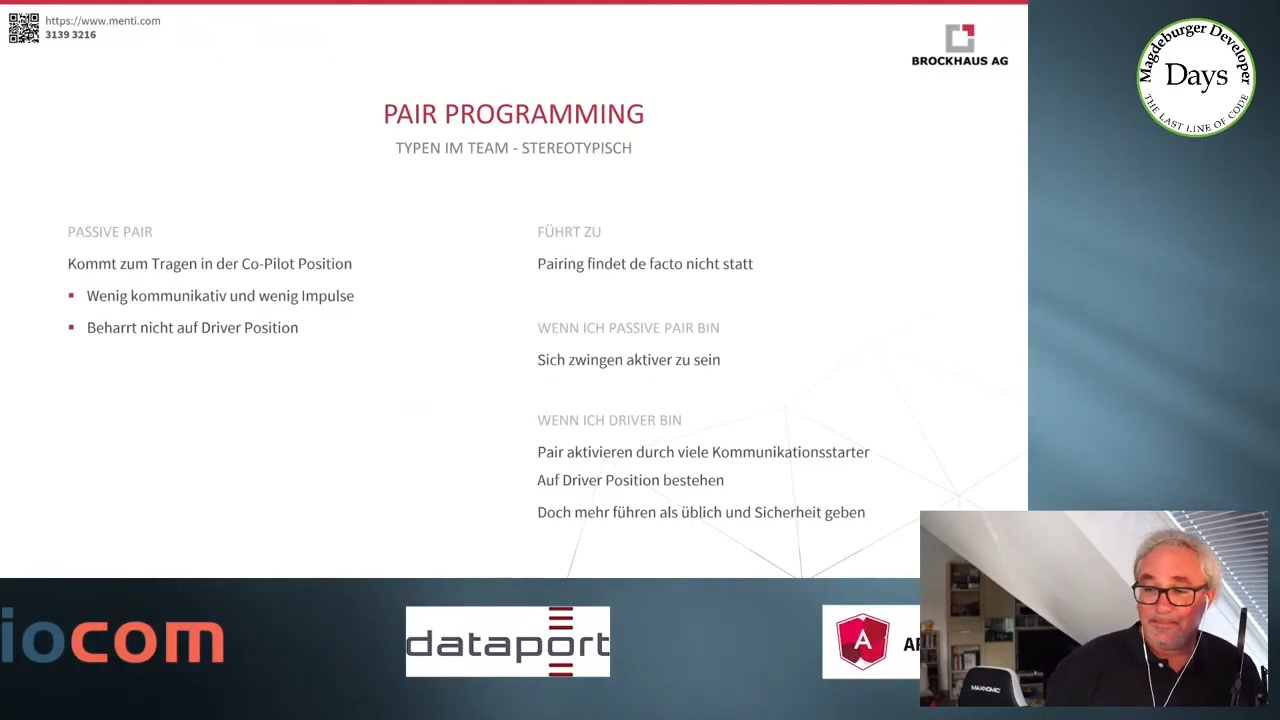 https://www.menti.com
3139 3216
BROCKHAUS AG
Magdeburger Developer
Days
THE LAST LINE OF CODE
PAIR PROGRAMMING
TYPEN IM TEAM - STEREOTYPISCH
PASSIVE PAIR
Kommt zum Tragen in der Co-Pilot Position
Wenig kommunikativ und wenig Impulse
Beharrt nicht auf Driver Position
FÜHRT ZU
Pairing findet de facto nicht statt
WENN ICH PASSIVE PAIR BIN
Sich zwingen aktiver zu sein
WENN ICH DRIVER BIN
Pair aktivieren durch viele Kommunikationsstarter
Auf Driver Position bestehen
Doch mehr führen als üblich und Sicherheit geben
iocom
dataport
A
MAXNOMIC